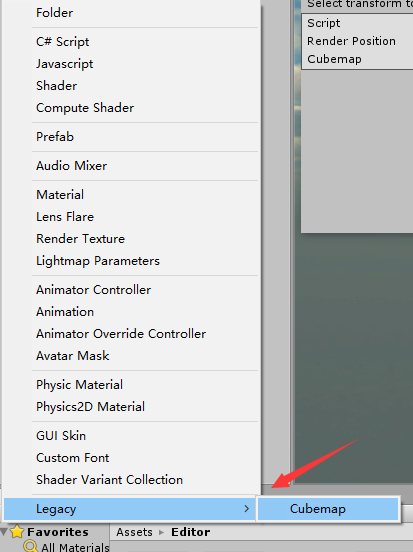 Folder
C# Script
Javascript
Shader
Compute Shader
Prefab
Audio Mixer
Material
Lens Flare
Render Texture
Lightmap Parameters
Animator Controller
Animation
Animator Override Controller
Avatar Mask
Physic Material
Physics2D Material
GUI Skin
Custom Font
Shader Variant Collection
Legacy
Cubemap
Select transform to
Script
Render Position
Cubemap
Favorites
All Materials
Assets Editor